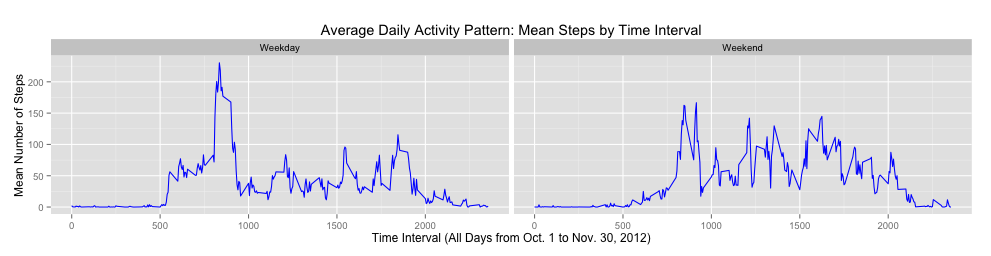 Average Daily Activity Pattern: Mean Steps by Time Interval
Weekday Weekend
Mean Number of Steps
200
150
100
50
0
0 500 1000 1500 2000 0 500 1000 1500 2000
Time Interval (All Days from Oct. 1 to Nov. 30, 2012)